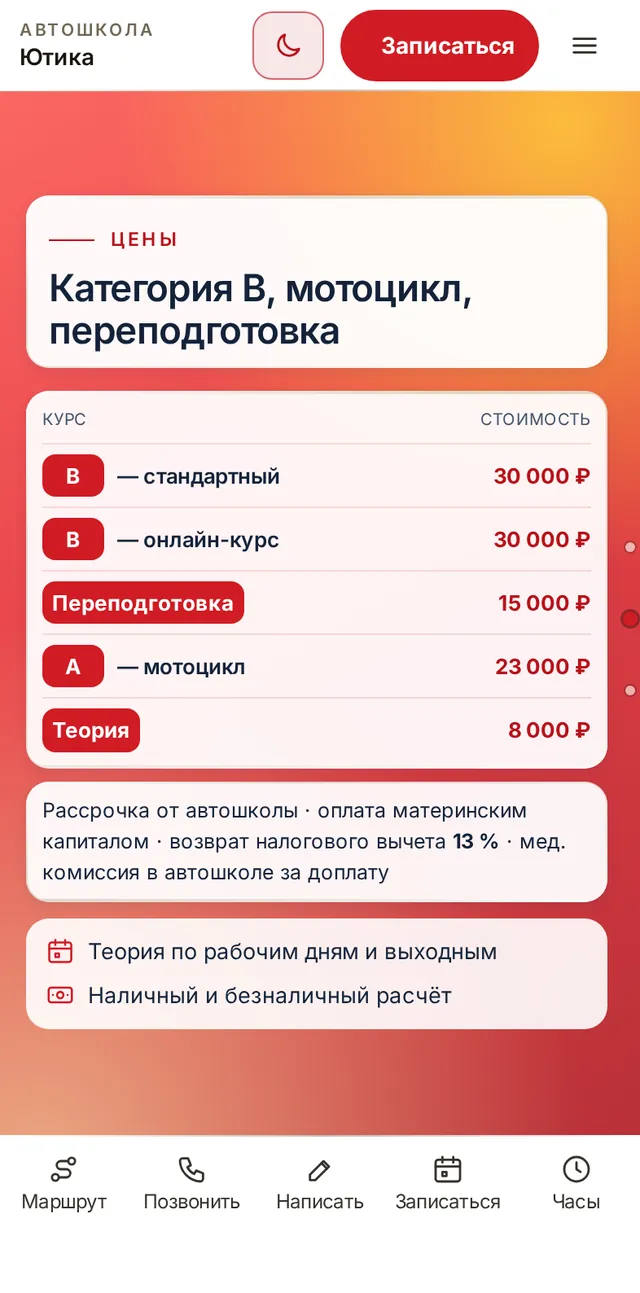 АВТОШКОЛА
Ютика
Записаться
ЦЕНЫ
Категория B, мотоцикл,
переподготовка
КУРС СТОИМОСТЬ
B — стандартный 30 000 ₽
B — онлайн-курс 30 000 ₽
Переподготовка 15 000 ₽
A — мотоцикл 23 000 ₽
Теория 8 000 ₽
Рассрочка от автошколы · оплата материнским
капиталом · возврат налогового вычета 13 % · мед.
комиссия в автошколе за доплату
Теория по рабочим дням и выходным
Наличный и безналичный расчёт
Маршрут Позвонить Написать Записаться Часы